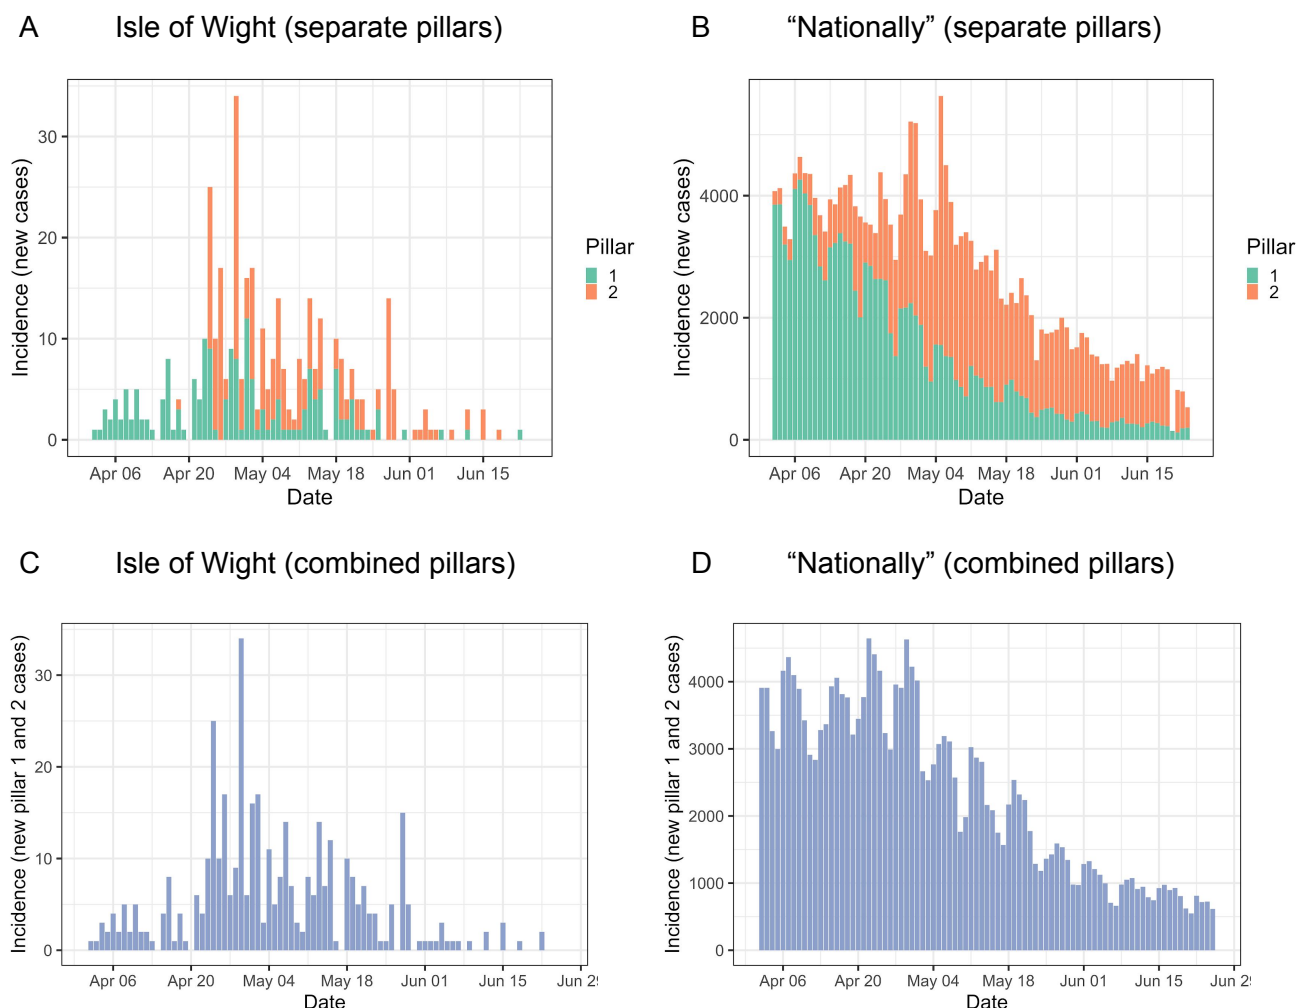 A Isle of Wight (separate pillars)
Incidence (new cases)
30
20
10
0
Apr 06 Apr 20 May 04 May 18 Jun 01 Jun 15
Date
Pillar
1
2
B “Nationally” (separate pillars)
Incidence (new cases)
4000
2000
0
Apr 06 Apr 20 May 04 May 18 Jun 01 Jun 15
Date
Pillar
1
2
C Isle of Wight (combined pillars)
Incidence (new pillar 1 and 2 cases)
30
20
10
0
Apr 06 Apr 20 May 04 May 18 Jun 01 Jun 15 Jun 29
Date
D “Nationally” (combined pillars)
Incidence (new pillar 1 and 2 cases)
4000
3000
2000
1000
0
Apr 06 Apr 20 May 04 May 18 Jun 01 Jun 15 Jun 2
Date